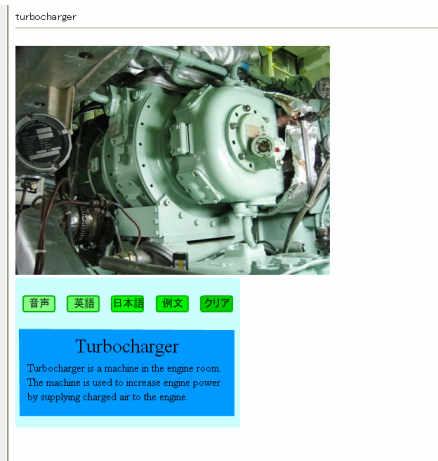 turbocharger
音声 英語 日本語 例文 クリア
Turbocharger
Turbocharger is a machine in the engine room.
The machine is used to increase engine power
by supplying charged air to the engine.